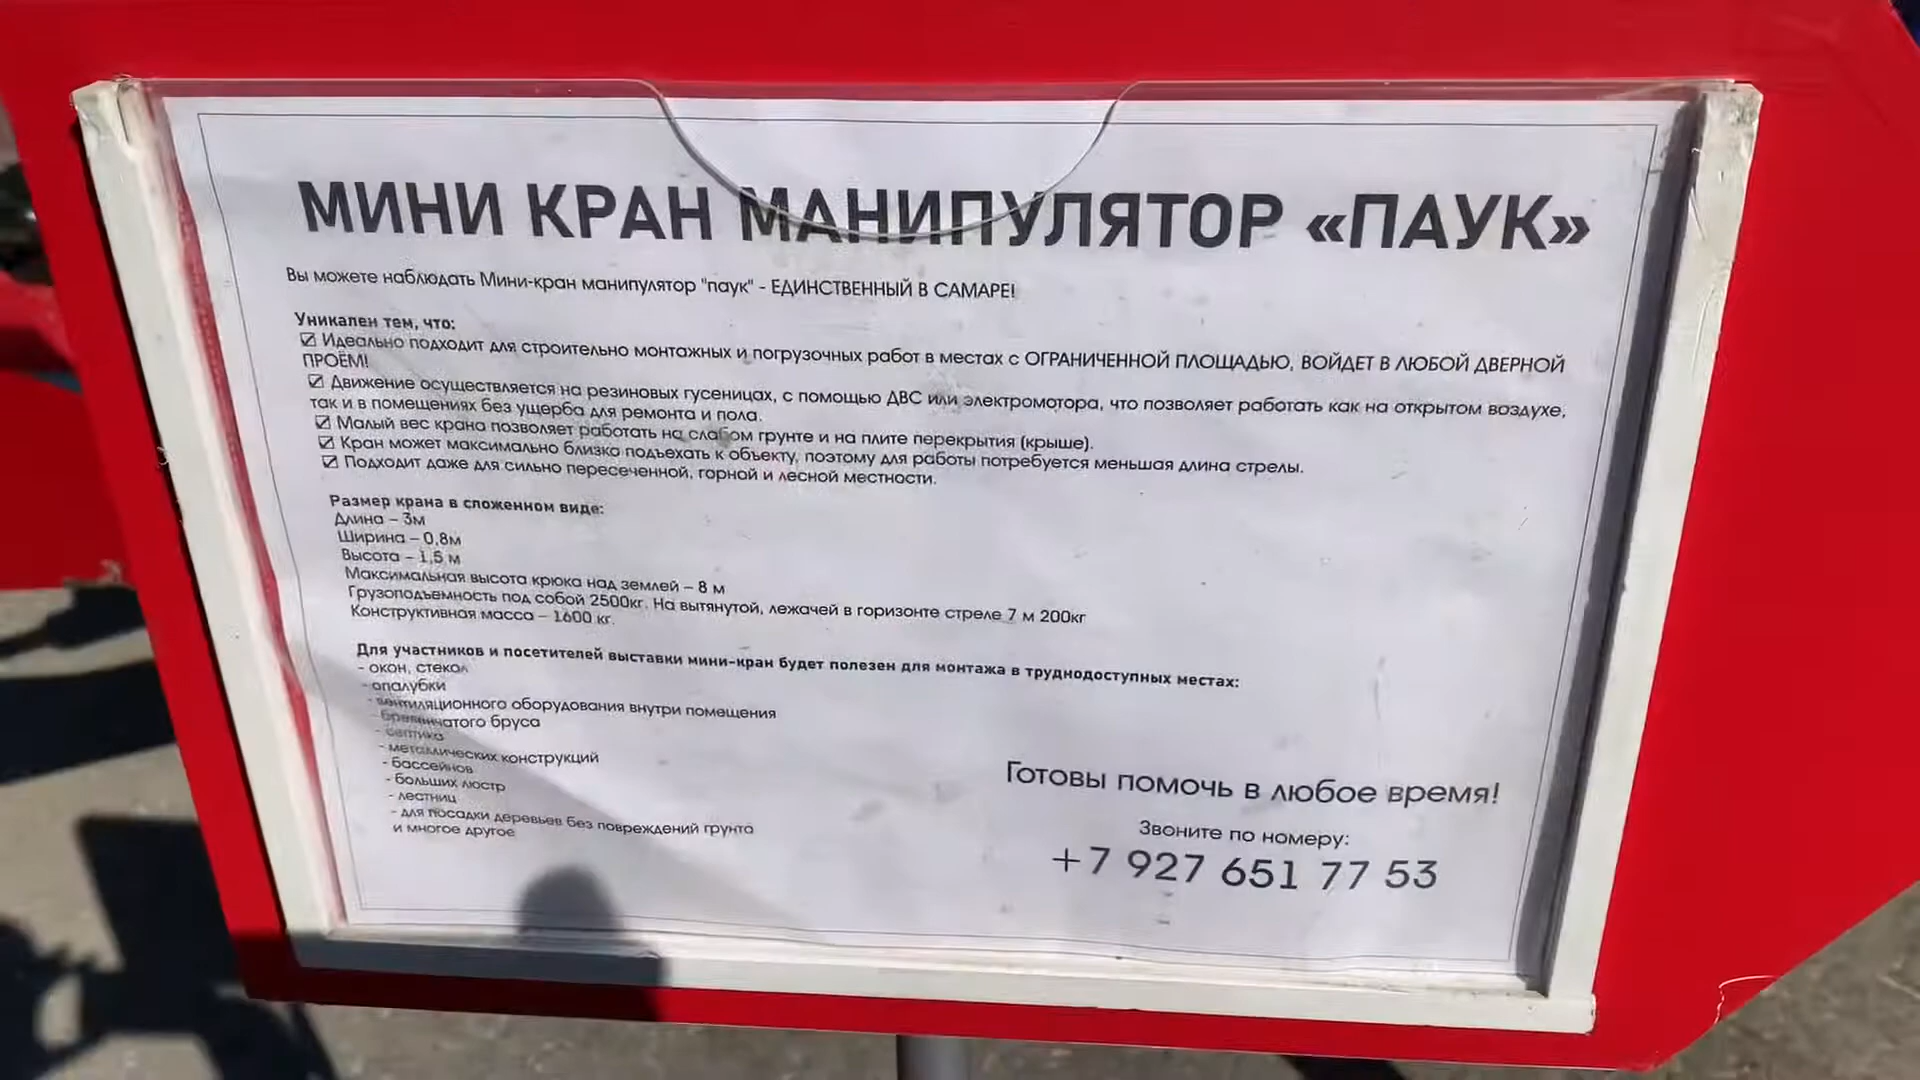 МИНИ КРАН МАНИПУЛЯТОР «ПАУК»
Вы можете наблюдать Мини-кран манипулятор "паук" - ЕДИНСТВЕННЫЙ В САМАРЕ!
Уникален тем, что:
☑ Идеально подходит для строительно монтажных и погрузочных работ в местах с ОГРАНИЧЕННОЙ ПЛОЩАДЬЮ, ВОЙДЕТ В ЛЮБОЙ ДВЕРНОЙ
ПРОЁМ!
☑ Движение осуществляется на резиновых гусеницах, с помощью ДВС или электромотора, что позволяет работать как на открытом воздухе,
так и в помещениях без ущерба для ремонта и пола.
☑ Малый вес крана позволяет работать на слабом грунте и на плите перекрытия (крыше).
☑ Кран может максимально близко подъехать к объекту, поэтому для работы потребуется меньшая длина стрелы.
☑ Подходит даже для сильно пересеченной, горной и лесной местности.
Размер крана в сложенном виде:
Длина – 3м
Ширина – 0,8м
Высота – 1,5 м
Максимальная высота крюка над землей – 8 м
Грузоподъемность под собой 2500кг. На вытянутой, лежачей в горизонте стреле 7 м 200кг
Конструктивная масса – 1600 кг.
Для участников и посетителей выставки мини-кран будет полезен для монтажа в труднодоступных местах:
- окон, стекол
- опалубки
- вентиляционного оборудования внутри помещения
- бревенчатого бруса
- септика
- металлических конструкций
- бассейнов
- больших люстр
- лестниц
- для посадки деревьев без повреждений грунта
и многое другое
Готовы помочь в любое время!
Звоните по номеру:
+7 927 651 77 53